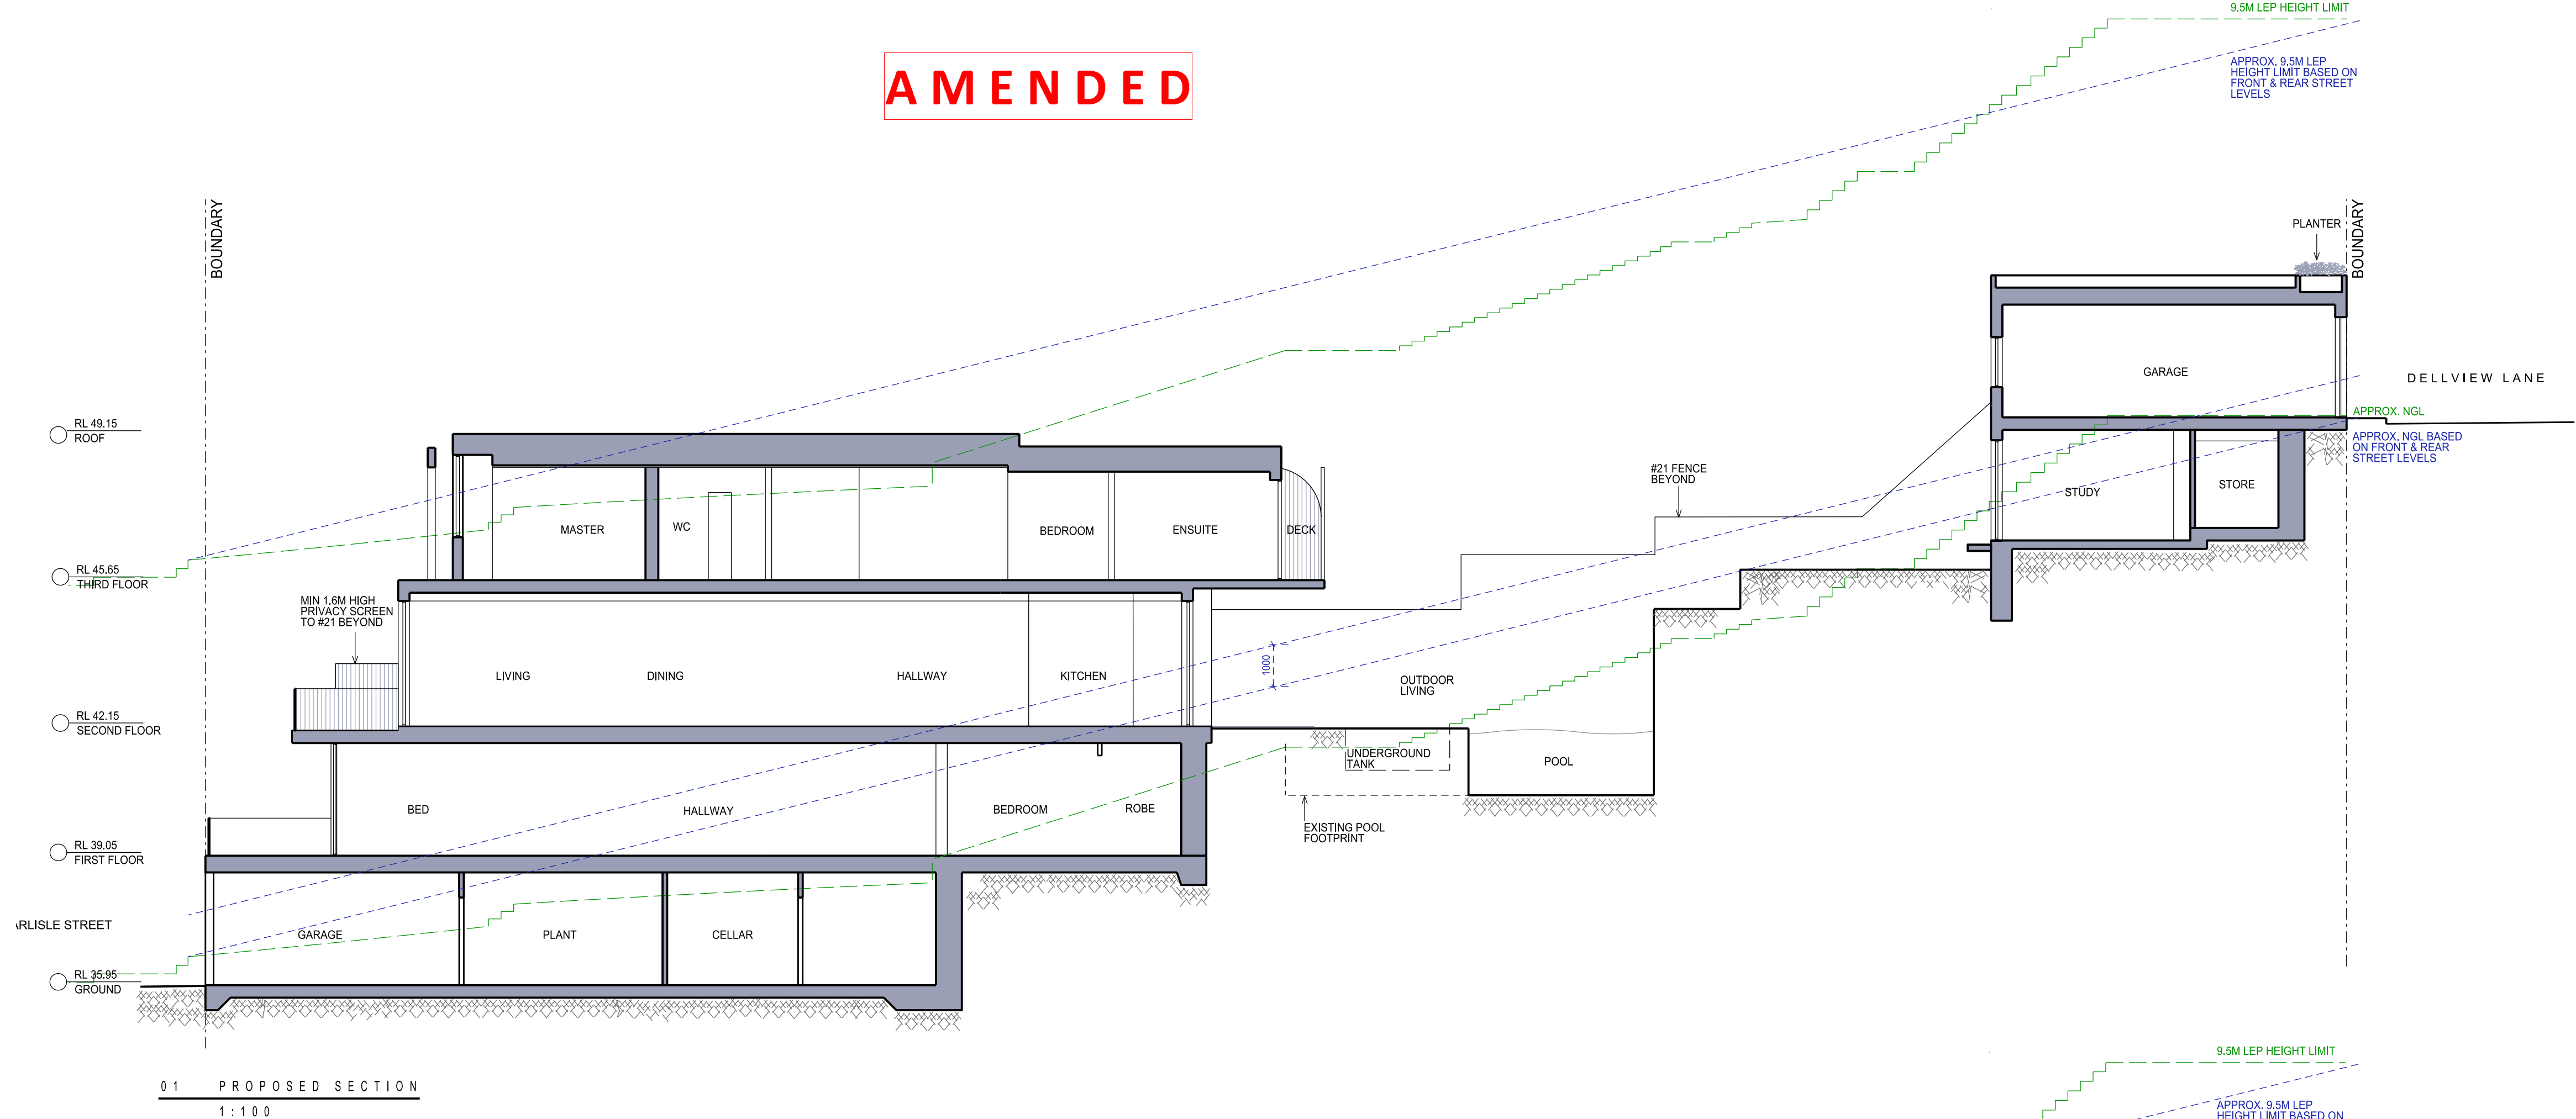 9.5M LEP HEIGHT LIMIT
AMENDED
APPROX. 9.5M LEP
HEIGHT LIMIT BASED ON
FRONT & REAR STREET
LEVELS
BOUNDARY
BOUNDARY
PLANTER
GARAGE
DELLVIEW LANE
APPROX. NGL
APPROX. NGL BASED
ON FRONT & REAR
STREET LEVELS
RL 49.15
ROOF
#21 FENCE
BEYOND
STUDY
STORE
MASTER
WC
BEDROOM
ENSUITE
DECK
RL 45.65
THIRD FLOOR
MIN 1.6M HIGH
PRIVACY SCREEN
TO #21 BEYOND
LIVING
DINING
HALLWAY
KITCHEN
1000
OUTDOOR
LIVING
RL 42.15
SECOND FLOOR
UNDERGROUND
TANK
POOL
BED
HALLWAY
BEDROOM
ROBE
EXISTING POOL
FOOTPRINT
RL 39.05
FIRST FLOOR
ARLISLE STREET
GARAGE
PLANT
CELLAR
RL 35.95
GROUND
9.5M LEP HEIGHT LIMIT
01 PROPOSED SECTION
1:100
APPROX. 9.5M LEP
HEIGHT LIMIT BASED ON